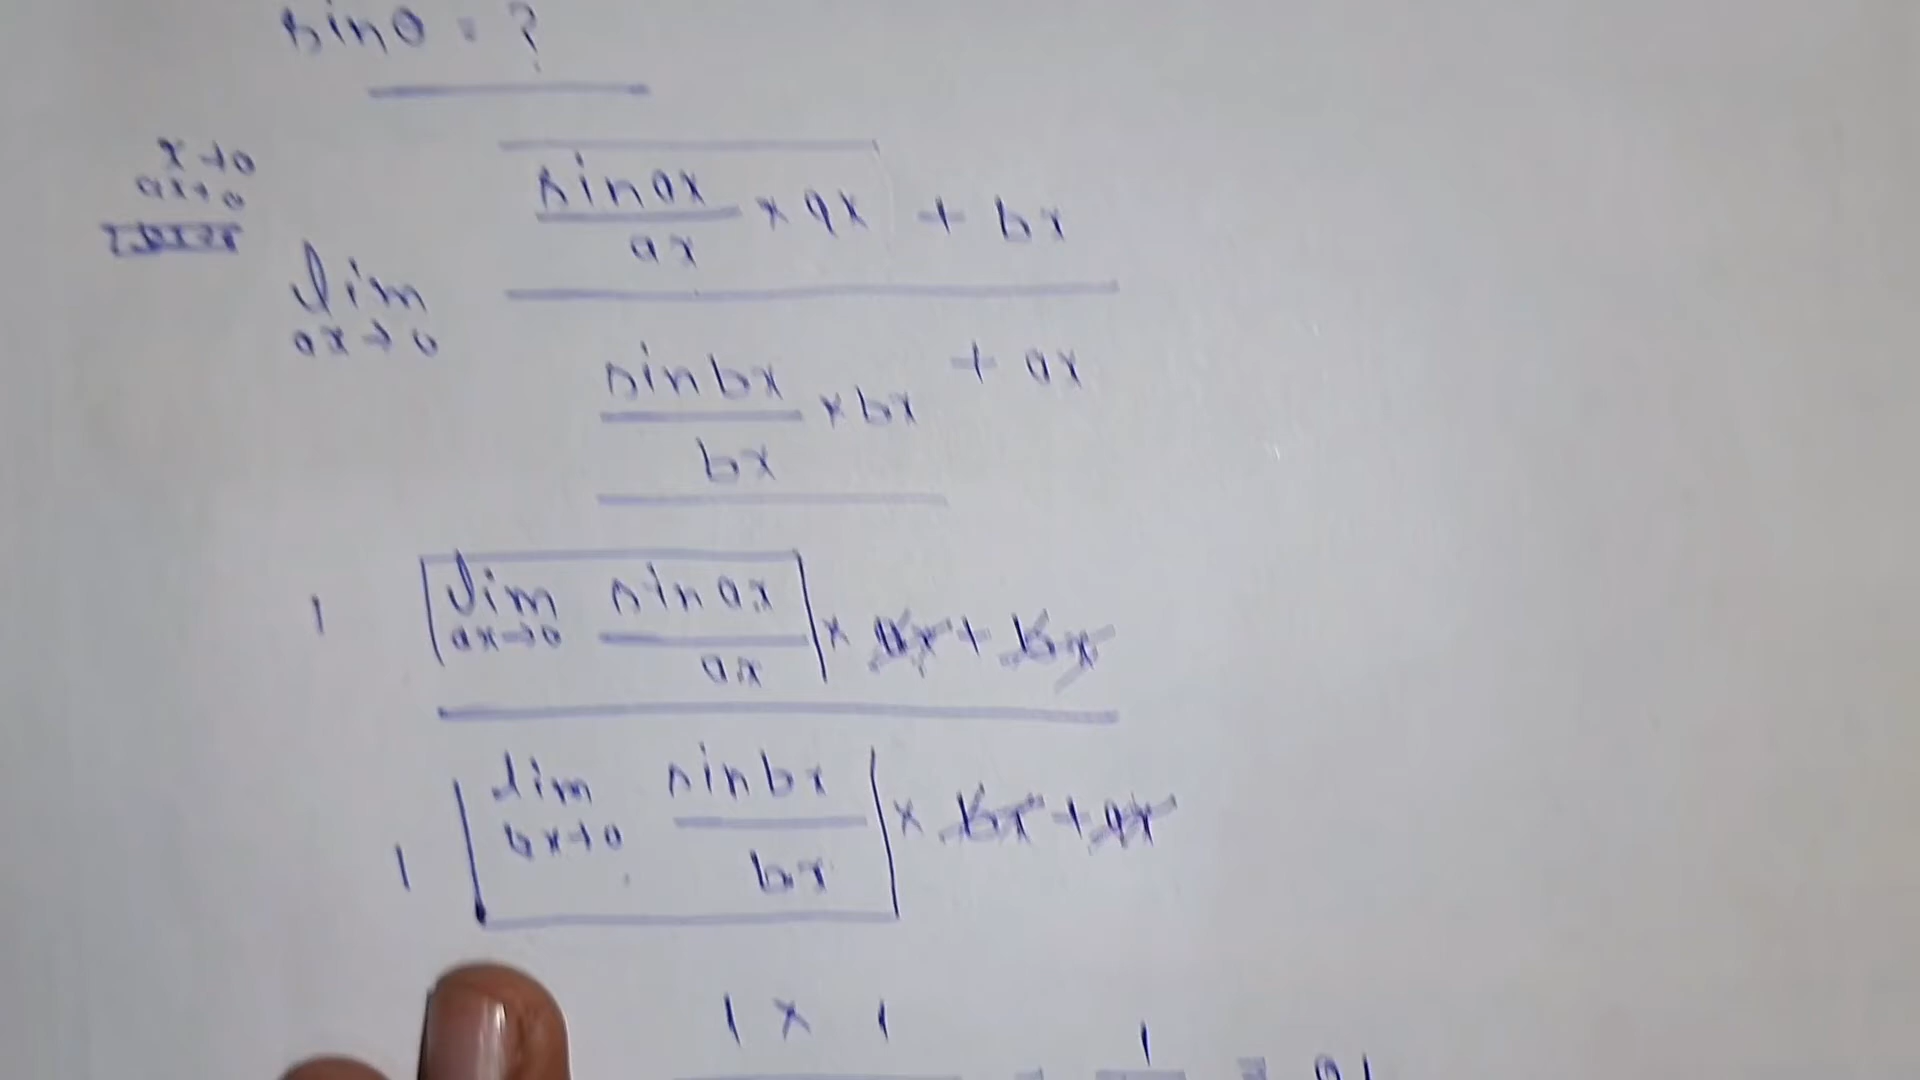 sinθ = ?
x→0
ax→0
sin ax / ax × ax + bx
lim ax→0
sin bx / bx × bx + ax
1 lim ax→0 sin ax / ax × ax + bx
1 lim bx→0 sin bx / bx × bx + ax
1 × 1
1